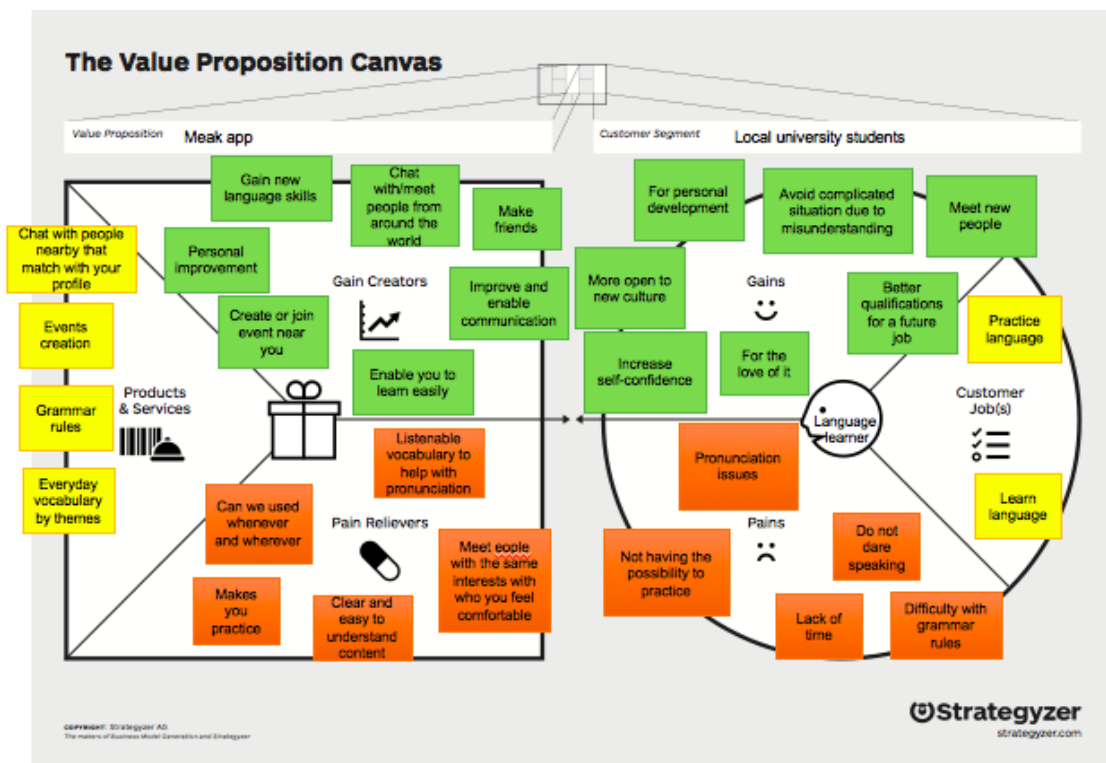 The Value Proposition Canvas
Value Proposition
Meak app
Customer Segment
Local university students
Gain new
language skills
Chat
with/meet
people from
around the
world
Make
friends
Chat with people
nearby that
match with your
profile
Personal
improvement
Gain Creators
Improve and
enable
communication
Create or join
event near
you
Events
creation
Enable you to
learn easily
Products
& Services
Grammar
rules
Everyday
vocabulary
by themes
Listenable
vocabulary to
help with
pronunciation
Can we used
whenever
and wherever
Pain Relievers
Meet eople
with the same
interests with
who you feel
comfortable
Makes
you
practice
Clear and
easy to
understand
content
For personal
development
Avoid complicated
situation due to
misunderstanding
Meet new
people
More open to
new culture
Gains
Better
qualifications
for a future
job
Practice
language
Increase
self-confidence
For the
love of it
Customer
Job(s)
Language
learner
Pronunciation
issues
Learn
language
Pains
Do not
dare
speaking
Not having the
possibility to
practice
Lack of
time
Difficulty with
grammar
rules
COPYRIGHT: Strategyzer AG
The makers of Business Model Generation and Strategyzer
Strategyzer
strategyzer.com